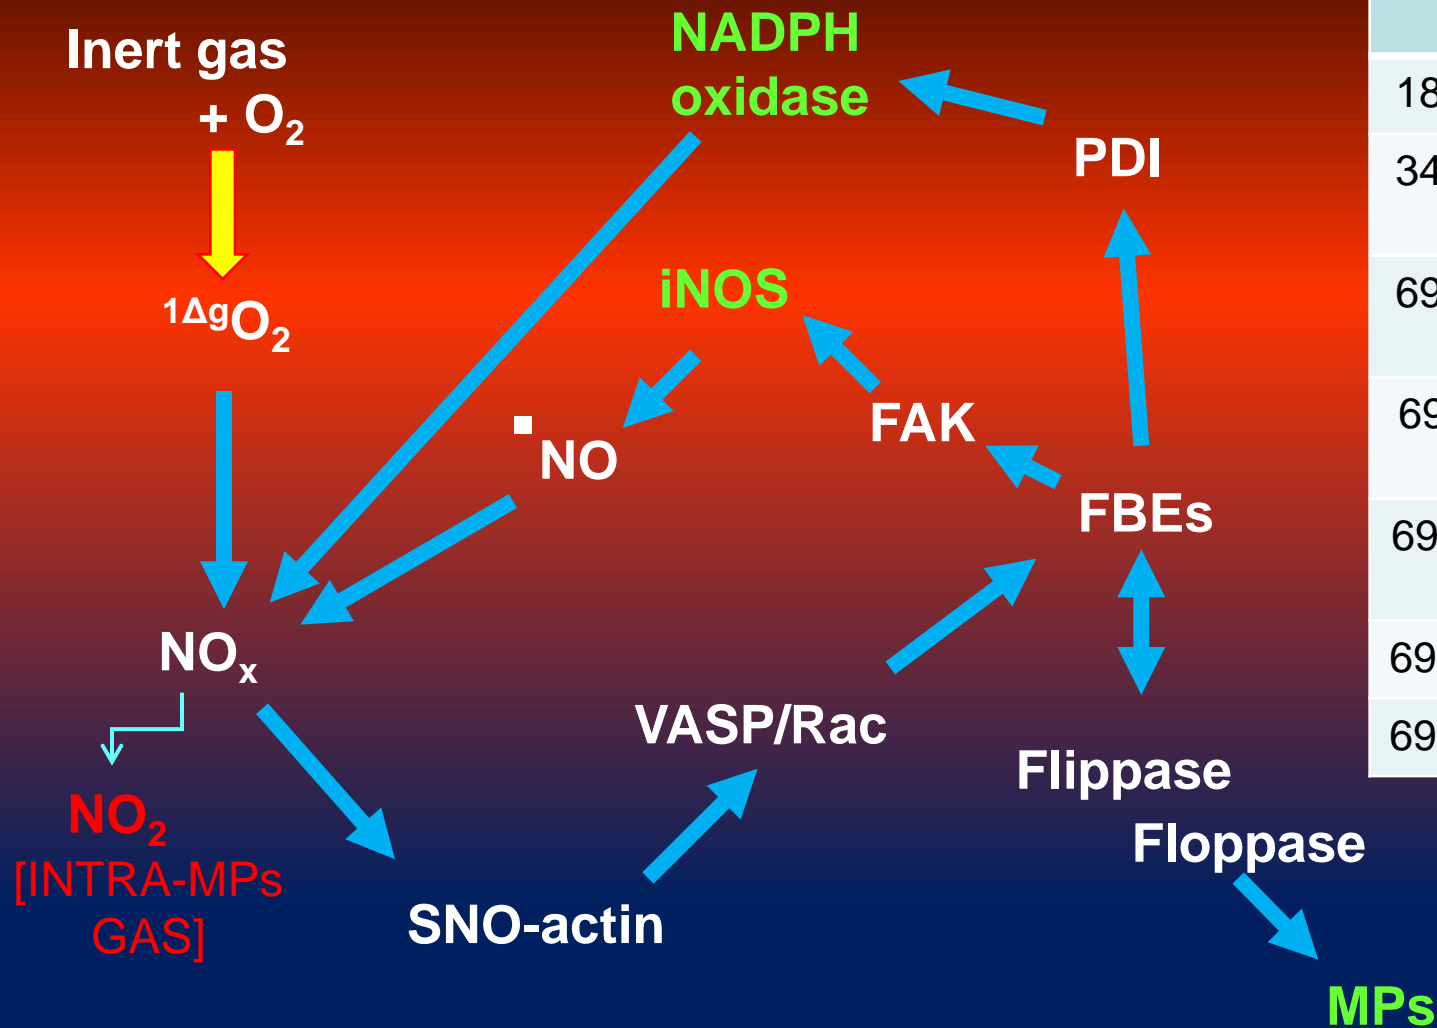 Inert gas
+ O₂
¹ΔgO₂
NOₓ
NO₂
[INTRA-MPs
GAS]
SNO-actin
VASP/Rac
FBEs
FAK
iNOS
NO
PDI
NADPH
oxidase
Flippase
Floppase
MPs
18
34
69
69
69
69
69